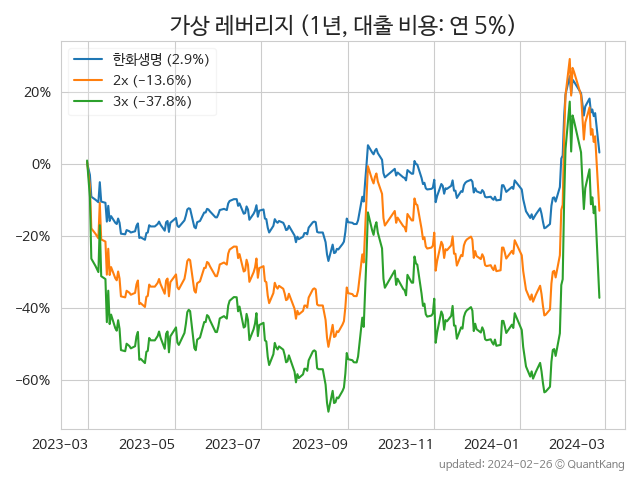 가상 레버리지 (1년, 대출 비용: 연 5%)
한화생명 (2.9%)
2x (−13.6%)
3x (−37.8%)
20%
0%
−20%
−40%
−60%
2023-03 2023-05 2023-07 2023-09 2023-11 2024-01 2024-03
updated: 2024-02-26 © QuantKang